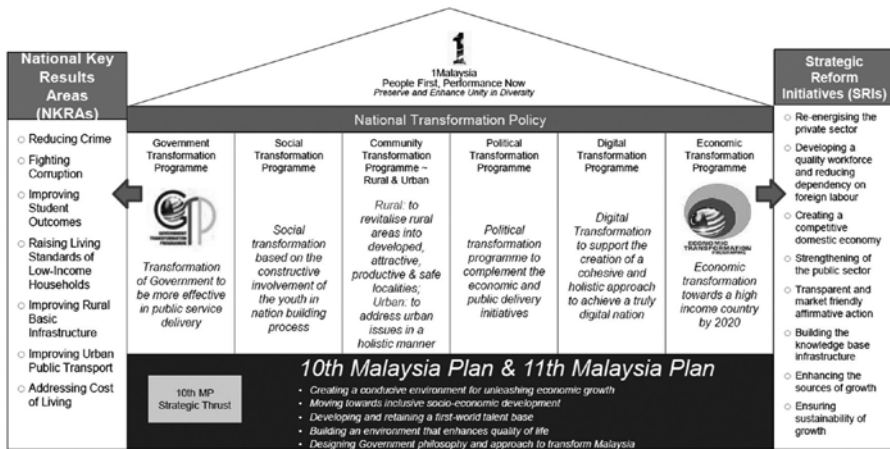 1
1Malaysia
People First, Performance Now
Preserve and Enhance Unity in Diversity
National Key
Results
Areas
(NKRAs)
Reducing Crime
Fighting
Corruption
Improving
Student
Outcomes
Raising Living
Standards of
Low-Income
Households
Improving Rural
Basic
Infrastructure
Improving Urban
Public Transport
Addressing Cost
of Living
National Transformation Policy
Government
Transformation
Programme
GTP
GOVERNMENT
TRANSFORMATION
PROGRAMME
Transformation
of Government to
be more effective
in public service
delivery
Social
Transformation
Programme
Social
transformation
based on the
constructive
involvement of
the youth in
nation building
process
Community
Transformation
Programme ~
Rural & Urban
Rural: to
revitalise rural
areas into
developed,
attractive,
productive & safe
localities;
Urban: to
address urban
issues in a
holistic manner
Political
Transformation
Programme
Political
transformation
programme to
complement the
economic and
public delivery
initiatives
Digital
Transformation
Programme
Digital
Transformation to
support the
creation of a
cohesive and
holistic approach
to achieve a truly
digital nation
Economic
Transformation
Programme
ECONOMIC
TRANSFORMATION
PROGRAMME
Economic
transformation
towards a high
income country
by 2020
Strategic
Reform
Initiatives (SRIs)
Re-energising the
private sector
Developing a
quality workforce
and reducing
dependency on
foreign labour
Creating a
competitive
domestic economy
Strengthening of
the public sector
Transparent and
market friendly
affirmative action
Building the
knowledge base
infrastructure
Enhancing the
sources of growth
Ensuring
sustainability of
growth
10th MP
Strategic Thrust
10th Malaysia Plan & 11th Malaysia Plan
• Creating a conducive environment for unleashing economic growth
• Moving towards inclusive socio-economic development
• Developing and retaining a first-world talent base
• Building an environment that enhances quality of life
• Designing Government philosophy and approach to transform Malaysia